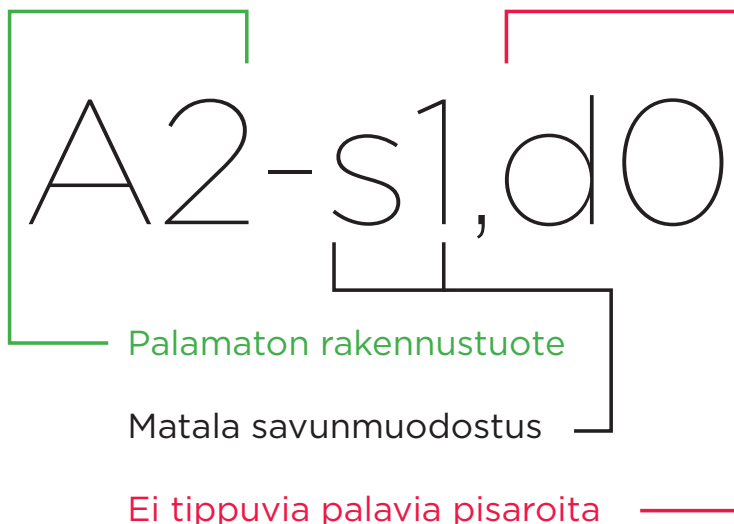 A2-s1,d0
Palamaton rakennustuote
Matala savunmuodostus
Ei tippuvia palavia pisaroita